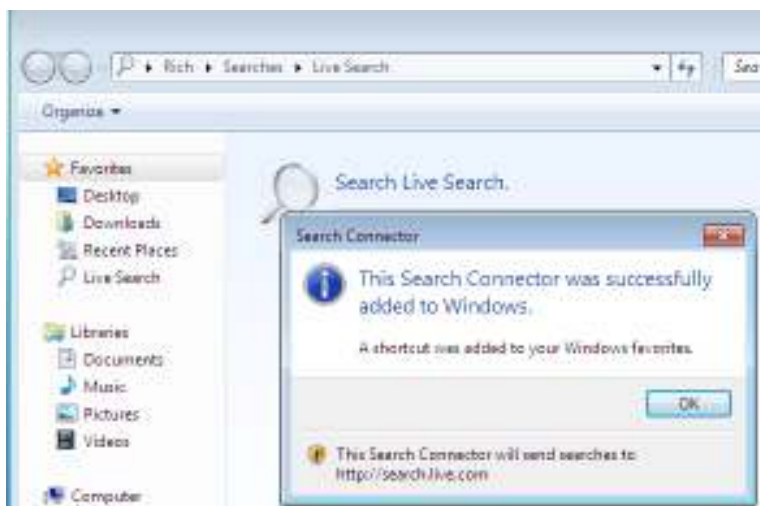 Rich Searches Live Search
Sea
Organize
Favorites
Desktop
Downloads
Recent Places
Live Search
Libraries
Documents
Music
Pictures
Videos
Computer
Search Live Search.
Search Connector
This Search Connector was successfully
added to Windows.
A shortcut was added to your Windows favorites.
OK
This Search Connector will send searches to
http://search.live.com